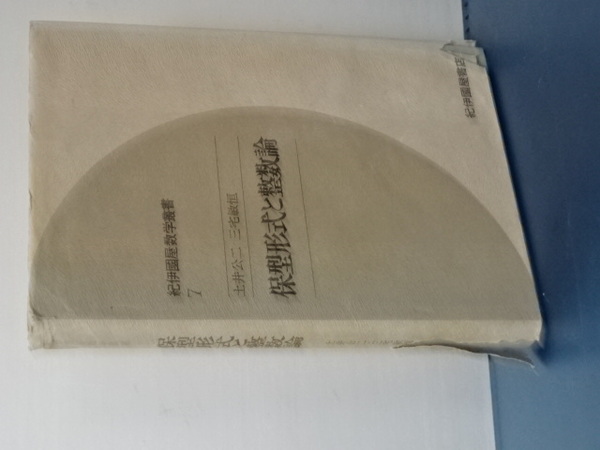 紀伊國屋数学叢書
7
土井公二 三宅敏恒
保型形式と整数論
紀伊國屋書店
保型形式と整数論